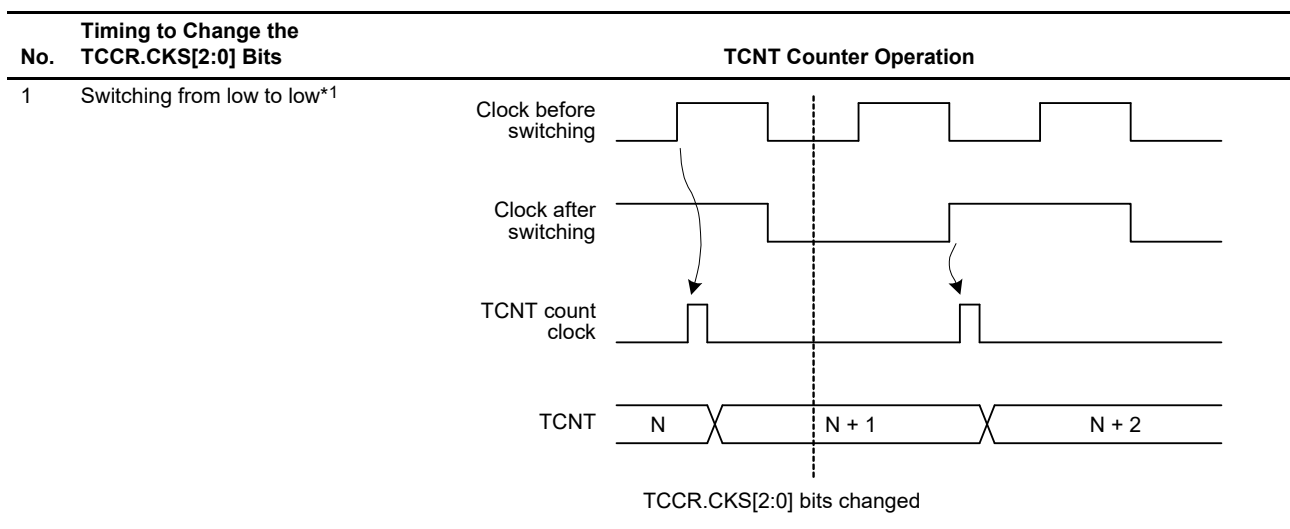 No. Timing to Change the TCCR.CKS[2:0] Bits TCNT Counter Operation
1 Switching from low to low*1
Clock before
switching
Clock after
switching
TCNT count
clock
TCNT N N + 1 N + 2
TCCR.CKS[2:0] bits changed